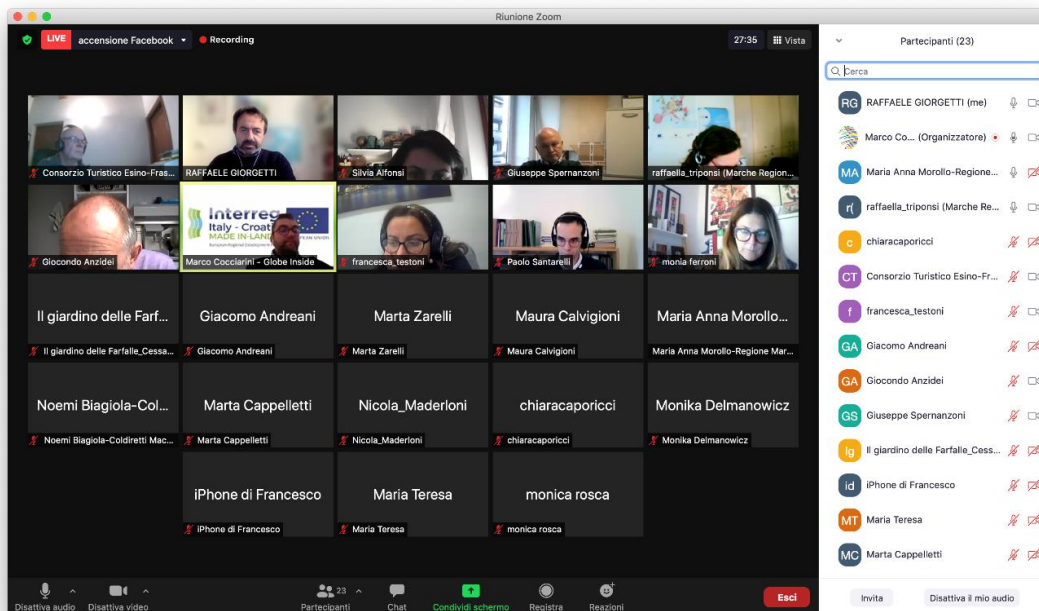 Riunione Zoom
LIVE accensione Facebook
Recording
27:35
Vista
Consorzio Turistico Esino-Fras...
RAFFAELE GIORGETTI
Silvia Alfonsi
Giuseppe Spernanzoni
raffaella_triponsi (Marche Region...
Giocondo Anzidei
Interreg
Italy - Croati
MADE IN-LAND
EUROPEAN UNION
Marco Cocciarini - Globe Inside
francesca_testoni
Paolo Santarelli
monia ferroni
Il giardino delle Farf...
Giacomo Andreani
Marta Zarelli
Maura Calvigioni
Maria Anna Morollo...
Il giardino delle Farfalle_Cessa...
Giacomo Andreani
Marta Zarelli
Maura Calvigioni
Maria Anna Morollo-Regione Mar...
Noemi Biagiola-Col...
Marta Cappelletti
Nicola_Maderloni
chiaracaporicci
Monika Delmanowicz
Noemi Biagiola-Coldiretti Mac...
Marta Cappelletti
Nicola_Maderloni
chiaracaporicci
Monika Delmanowicz
iPhone di Francesco
Maria Teresa
monica rosca
iPhone di Francesco
Maria Teresa
monica rosca
Disattiva audio
Disattiva video
23
Partecipanti
Chat
Condividi schermo
Registra
Reazioni
Esci
Partecipanti (23)
Cerca
RG RAFFAELE GIORGETTI (me)
Marco Co... (Organizzatore)
MA Maria Anna Morollo-Regione...
r( raffaella_triponsi (Marche Re...
c chiaracaporicci
CT Consorzio Turistico Esino-Fr...
f francesca_testoni
GA Giacomo Andreani
GA Giocondo Anzidei
GS Giuseppe Spernanzoni
Ig Il giardino delle Farfalle_Cess...
id iPhone di Francesco
MT Maria Teresa
MC Marta Cappelletti
Invita
Disattiva il mio audio